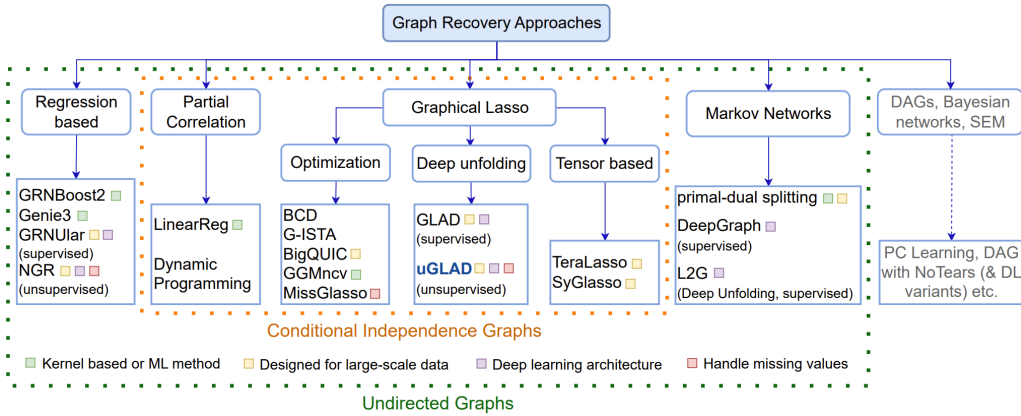 Graph Recovery Approaches
Regression
based
Partial
Correlation
Graphical Lasso
Markov Networks
DAGs, Bayesian
networks, SEM
Optimization
Deep unfolding
Tensor based
GRNBoost2
Genie3
GRNUlar
(supervised)
NGR
(unsupervised)
LinearReg
Dynamic
Programming
BCD
G-ISTA
BigQUIC
GGMncv
MissGlasso
GLAD
(supervised)
uGLAD
(unsupervised)
TeraLasso
SyGlasso
primal-dual splitting
DeepGraph
(supervised)
L2G
(Deep Unfolding, supervised)
PC Learning, DAG
with NoTears (& DL
variants) etc.
Conditional Independence Graphs
Kernel based or ML method
Designed for large-scale data
Deep learning architecture
Handle missing values
Undirected Graphs